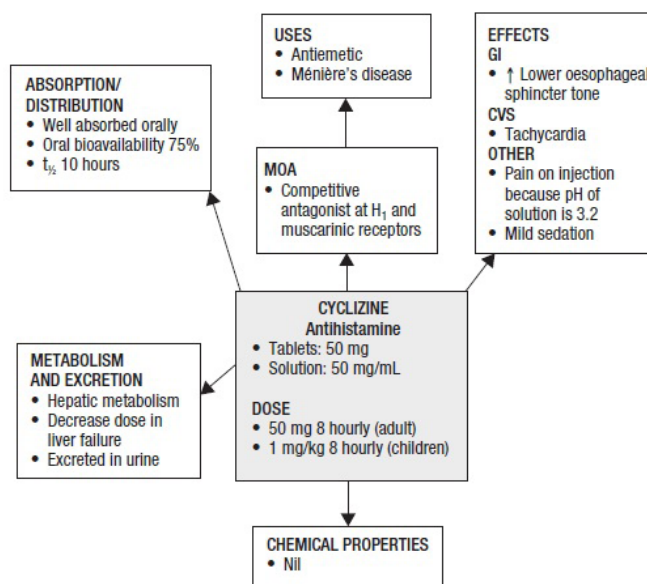 USES
• Antiemetic
• Ménière's disease
EFFECTS
GI
• ↑ Lower oesophageal
sphincter tone
CVS
• Tachycardia
OTHER
• Pain on injection
because pH of
solution is 3.2
• Mild sedation
ABSORPTION/
DISTRIBUTION
• Well absorbed orally
• Oral bioavailability 75%
• t½ 10 hours
MOA
• Competitive
antagonist at H₁ and
muscarinic receptors
CYCLIZINE
Antihistamine
• Tablets: 50 mg
• Solution: 50 mg/mL
DOSE
• 50 mg 8 hourly (adult)
• 1 mg/kg 8 hourly (children)
METABOLISM
AND EXCRETION
• Hepatic metabolism
• Decrease dose in
liver failure
• Excreted in urine
CHEMICAL PROPERTIES
• Nil